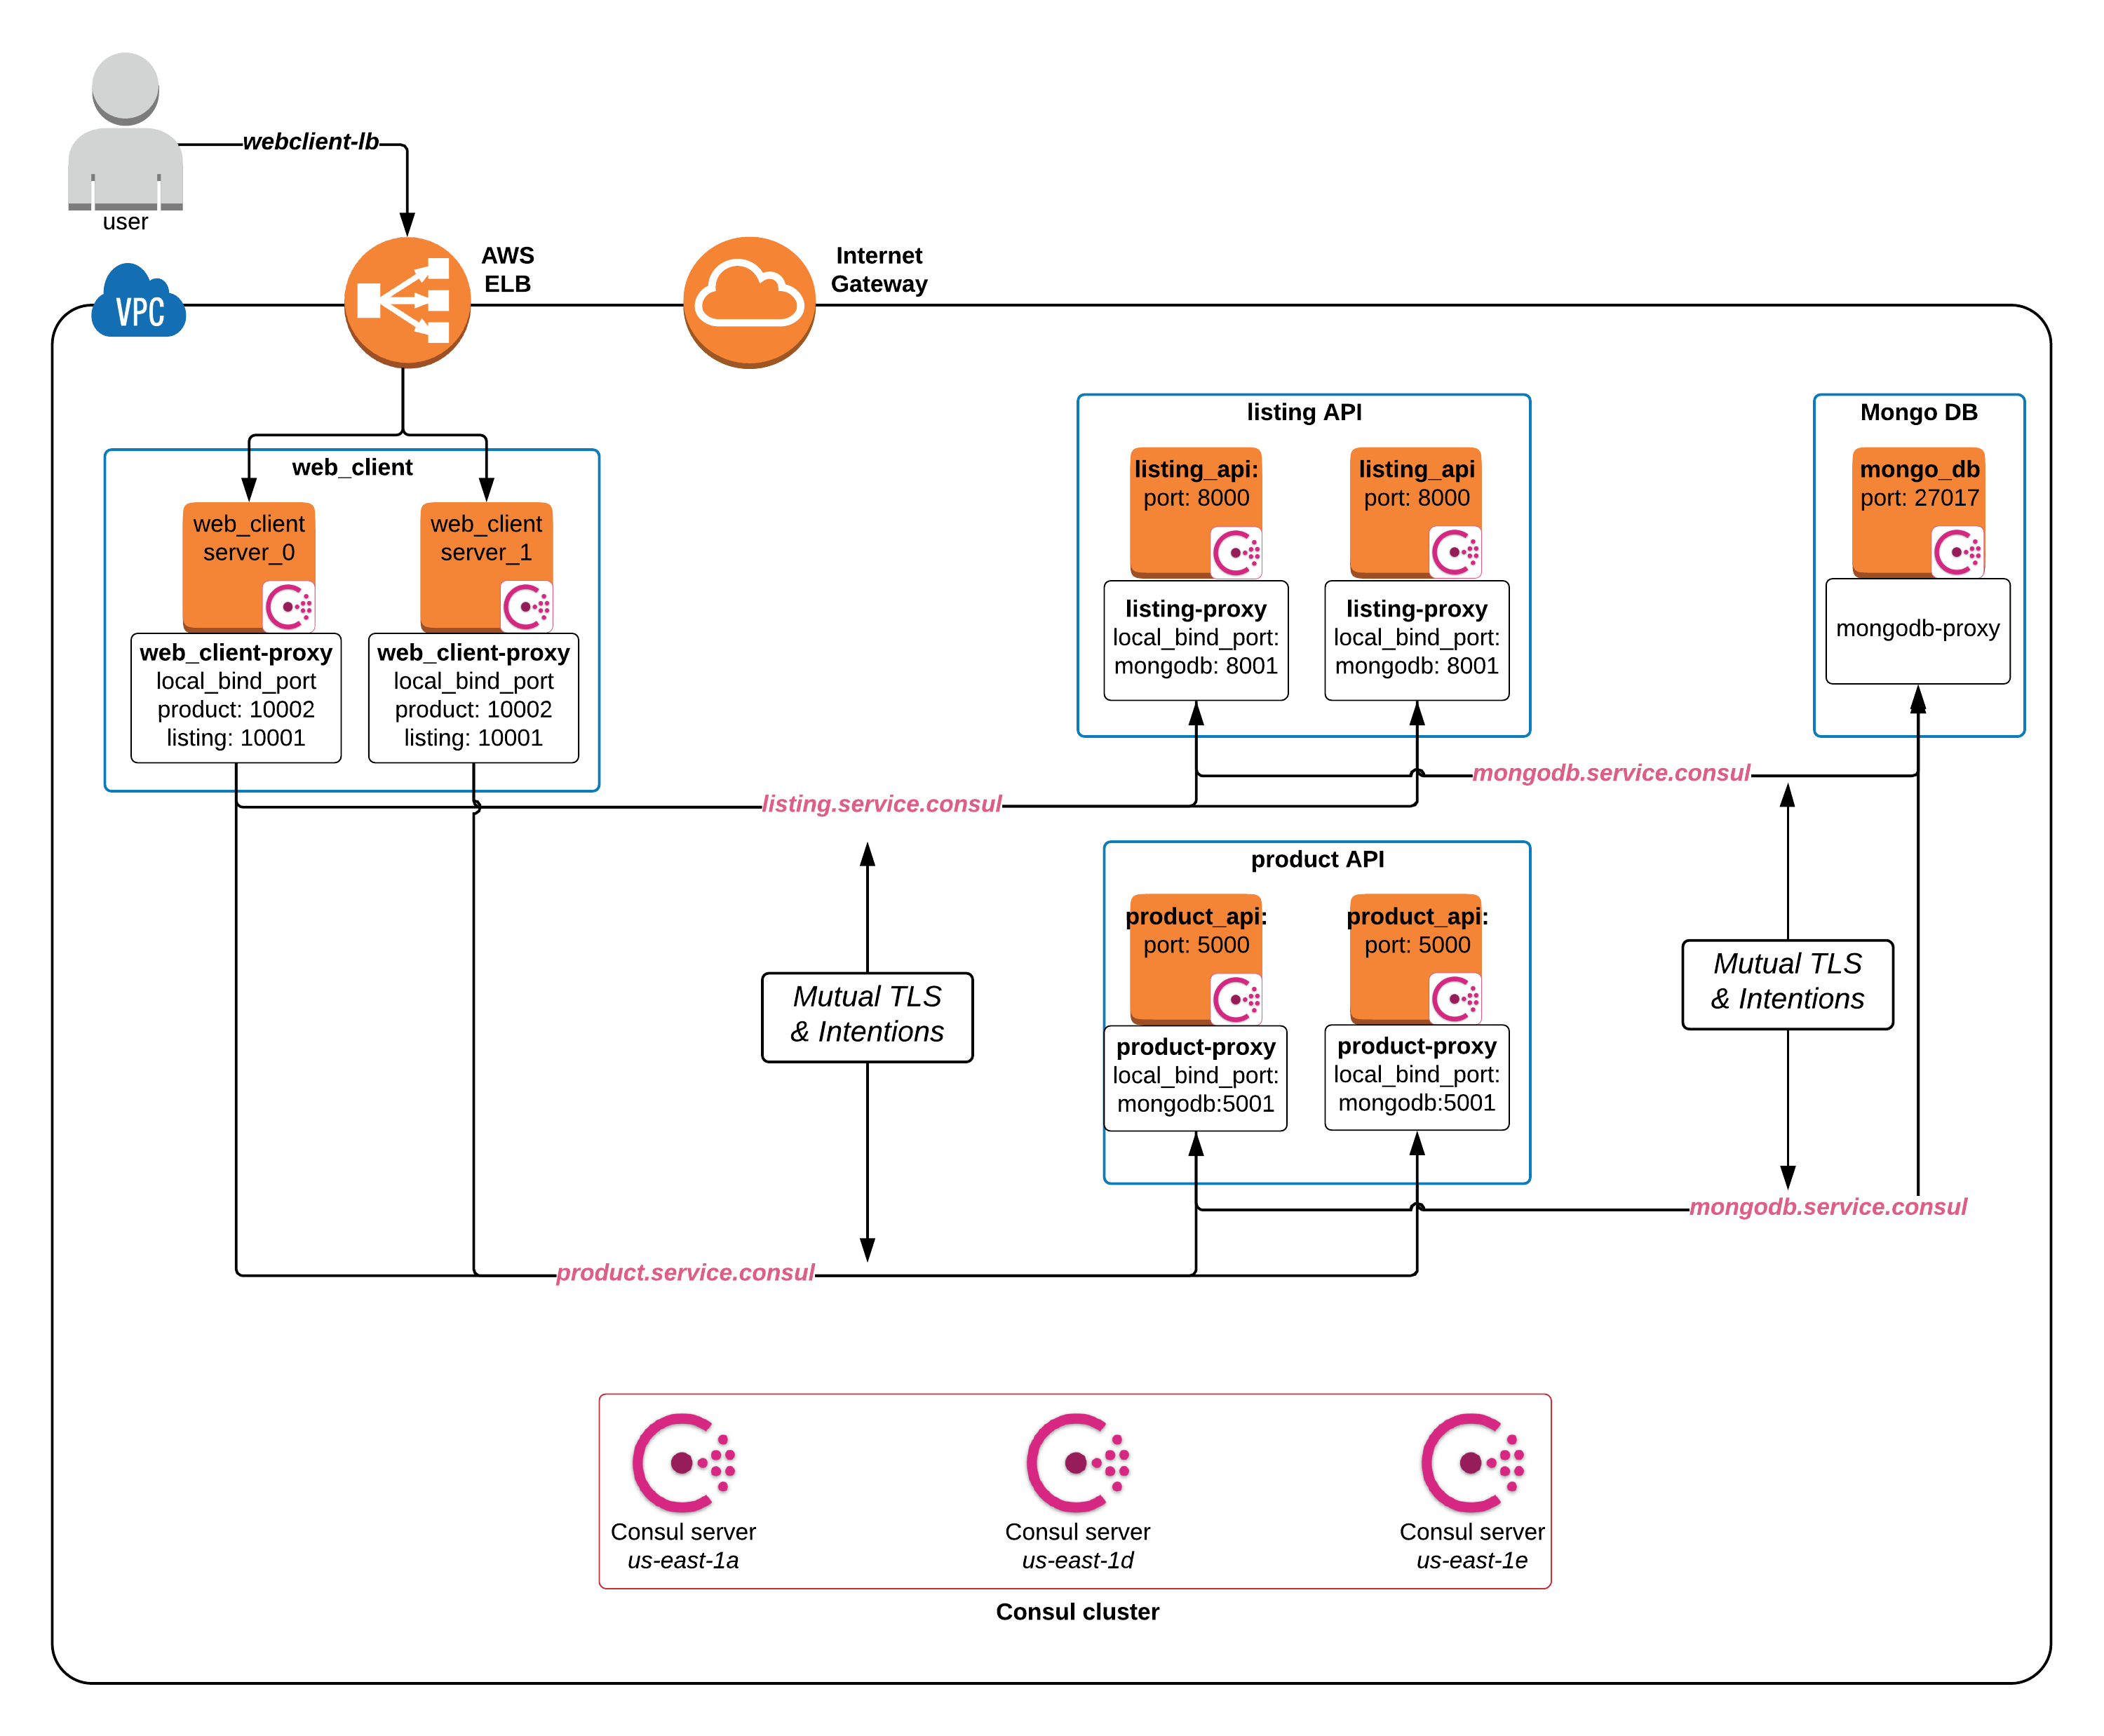 webclient-lb
user
AWS
ELB
Internet
Gateway
VPC
web_client
web_client
server_0
web_client
server_1
web_client-proxy
local_bind_port
product: 10002
listing: 10001
web_client-proxy
local_bind_port
product: 10002
listing: 10001
listing API
listing_api:
port: 8000
listing_api
port: 8000
listing-proxy
local_bind_port:
mongodb: 8001
listing-proxy
local_bind_port:
mongodb: 8001
Mongo DB
mongo_db
port: 27017
mongodb-proxy
mongodb.service.consul
listing.service.consul
product API
product_api:
port: 5000
product_api:
port: 5000
product-proxy
local_bind_port:
mongodb:5001
product-proxy
local_bind_port:
mongodb:5001
Mutual TLS
& Intentions
Mutual TLS
& Intentions
mongodb.service.consul
product.service.consul
Consul server
us-east-1a
Consul server
us-east-1d
Consul server
us-east-1e
Consul cluster